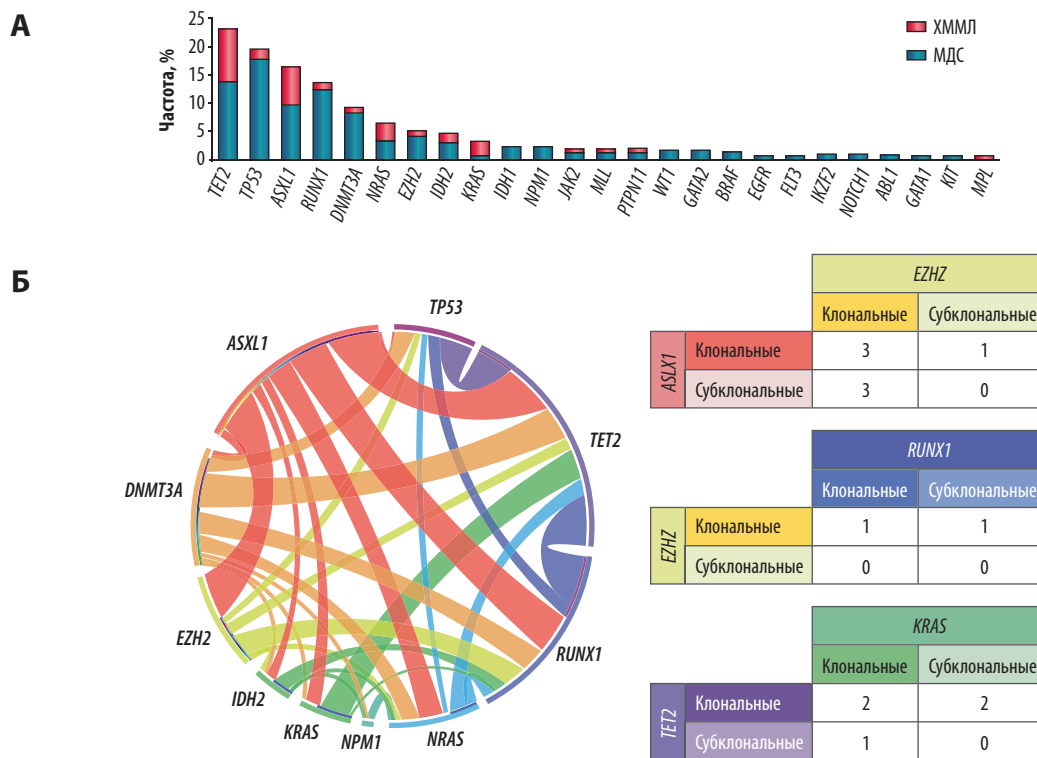 А
25
20
15
10
5
0
Частота, %
ХММЛ
МДС
TET2
TP53
ASXL1
RUNX1
DNMT3A
NRAS
EZH2
IDH2
KRAS
IDH1
NPM1
JAK2
MLL
PTPN11
WT1
GATA2
BRAF
EGFR
FLT3
IKZF2
NOTCH1
ABL1
GATA1
KIT
MPL
Б
TP53
ASXL1
TET2
DNMT3A
EZH2
RUNX1
IDH2
KRAS
NPM1
NRAS
EZHZ
Клональные Субклональные
ASLX1
Клональные 3 1
Субклональные 3 0
RUNX1
Клональные Субклональные
EZHZ
Клональные 1 1
Субклональные 0 0
KRAS
Клональные Субклональные
TET2
Клональные 2 2
Субклональные 1 0